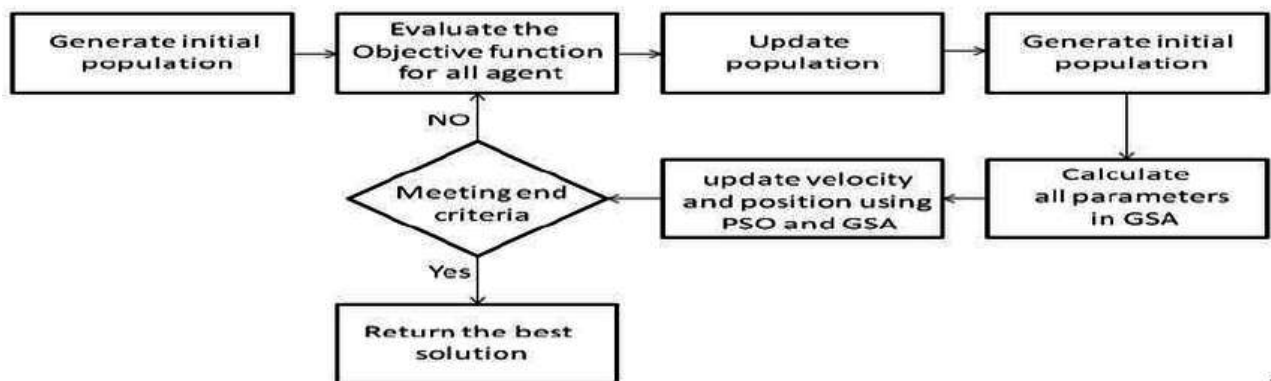 Generate initial
population
Evaluate the
Objective function
for all agent
Update
population
Generate initial
population
Calculate
all parameters
in GSA
update velocity
and position using
PSO and GSA
Meeting end
criteria
NO
Yes
Return the best
solution